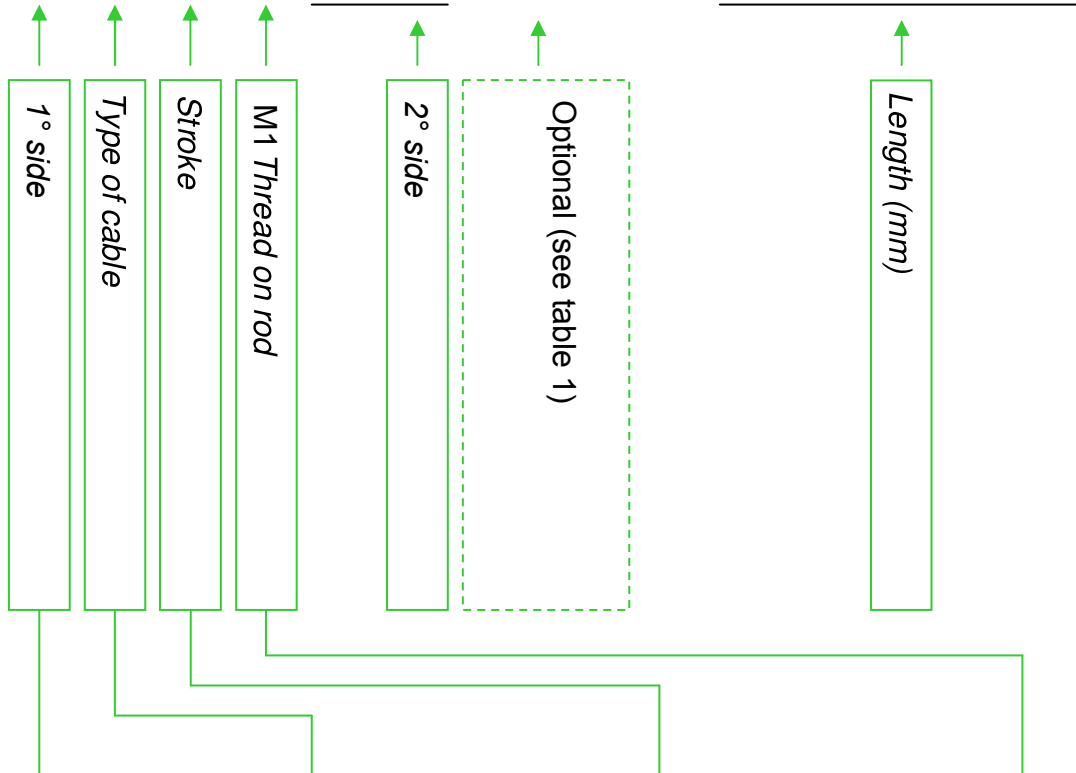 1° side
Type of cable
Stroke
M1 Thread on rod
2° side
Optional (see table 1)
Length (mm)